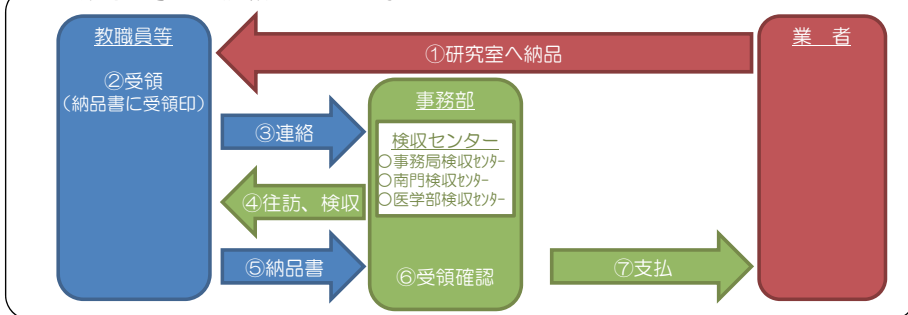 教職員等
②受領
(納品書に受領印)
①研究室へ納品
業　者
事務部
③連絡
検収センター
○事務局検収ｾﾝﾀｰ
○南門検収ｾﾝﾀｰ
○医学部検収ｾﾝﾀｰ
④往訪、検収
⑤納品書
⑥受領確認
⑦支払